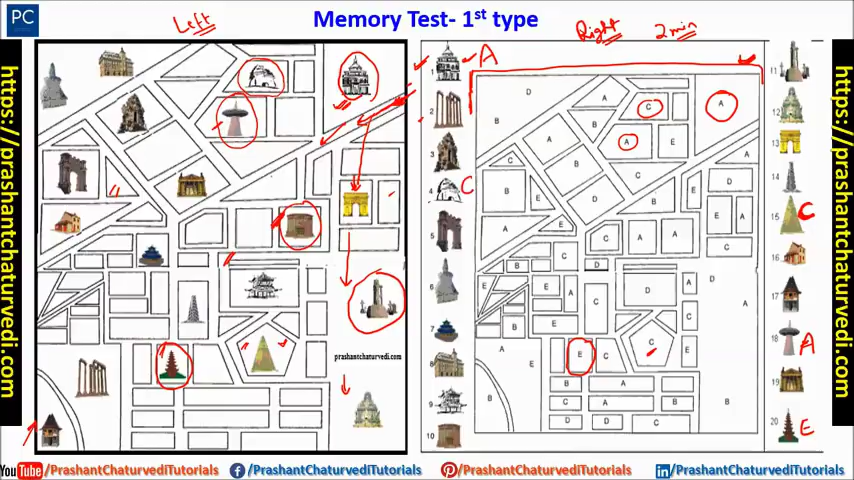 PC
Memory Test- 1st type
Left
Right
2min
https://prashantchaturvedi.com
https://prashantchaturvedi.com
prashantchaturvedi.com
1
A
2
3
4
C
5
6
7
8
9
10
11
12
13
14
15
C
16
17
18
A
19
20
E
A
C
A
B
A
E
A
B
C
D
E
D
B
E
B
A
E
C
A
E
A
C
C
B
D
D
E
A
C
D
B
E
A
A
E
E
C
C
E
B
A
C
A
B
D
D
C
B
B
YouTube/PrashantChaturvediTutorials
/PrashantChaturvediTutorials
/PrashantChaturvediTutorials
/PrashantChaturvediTutorials